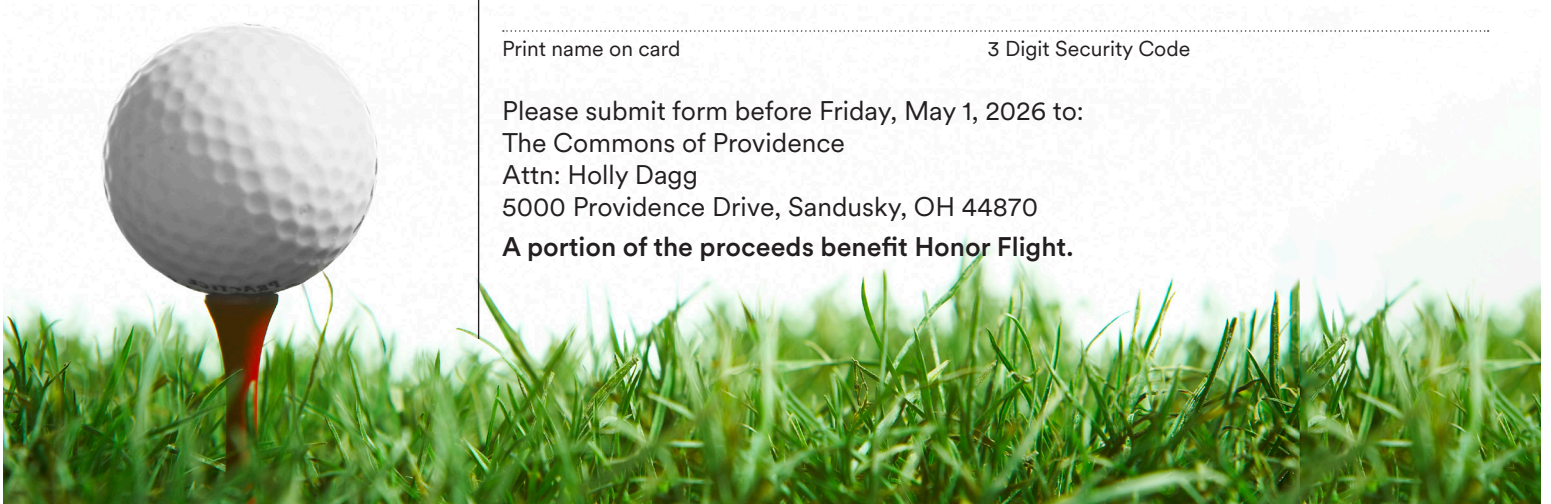 Print name on card 3 Digit Security Code
Please submit form before Friday, May 1, 2026 to:
The Commons of Providence
Attn: Holly Dagg
5000 Providence Drive, Sandusky, OH 44870
A portion of the proceeds benefit Honor Flight.
PRACTICE